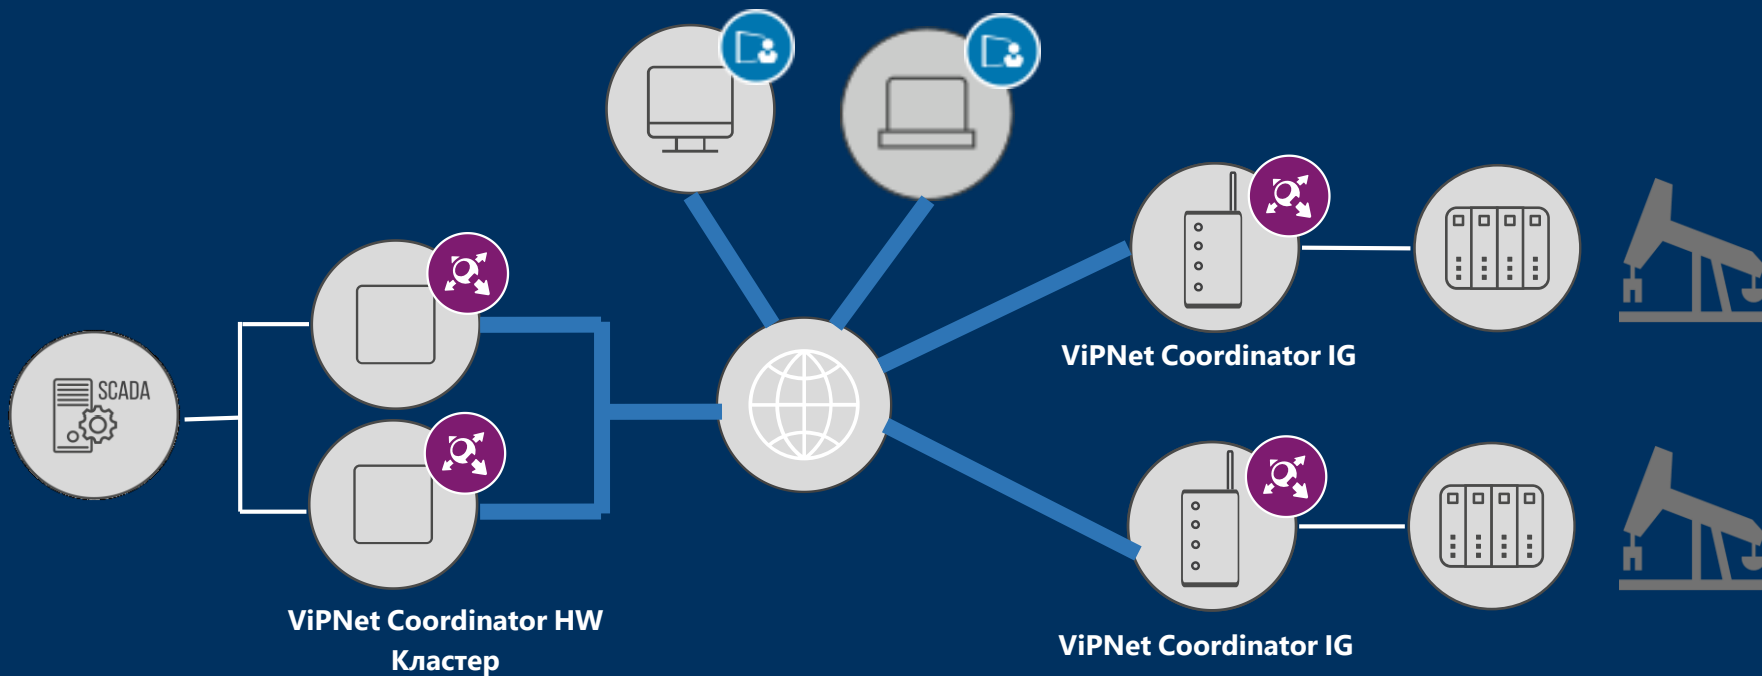 SCADA
ViPNet Coordinator HW
Кластер
ViPNet Coordinator IG
ViPNet Coordinator IG